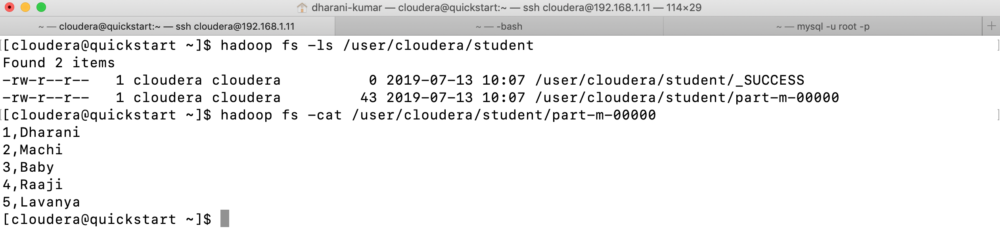 dharani-kumar — cloudera@quickstart:~ — ssh cloudera@192.168.1.11 — 114×29
~ — cloudera@quickstart:~ — ssh cloudera@192.168.1.11
~ — -bash
~ — mysql -u root -p
+
[cloudera@quickstart ~]$ hadoop fs -ls /user/cloudera/student
Found 2 items
-rw-r--r--   1 cloudera cloudera          0 2019-07-13 10:07 /user/cloudera/student/_SUCCESS
-rw-r--r--   1 cloudera cloudera         43 2019-07-13 10:07 /user/cloudera/student/part-m-00000
[cloudera@quickstart ~]$ hadoop fs -cat /user/cloudera/student/part-m-00000
1,Dharani
2,Machi
3,Baby
4,Raaji
5,Lavanya
[cloudera@quickstart ~]$